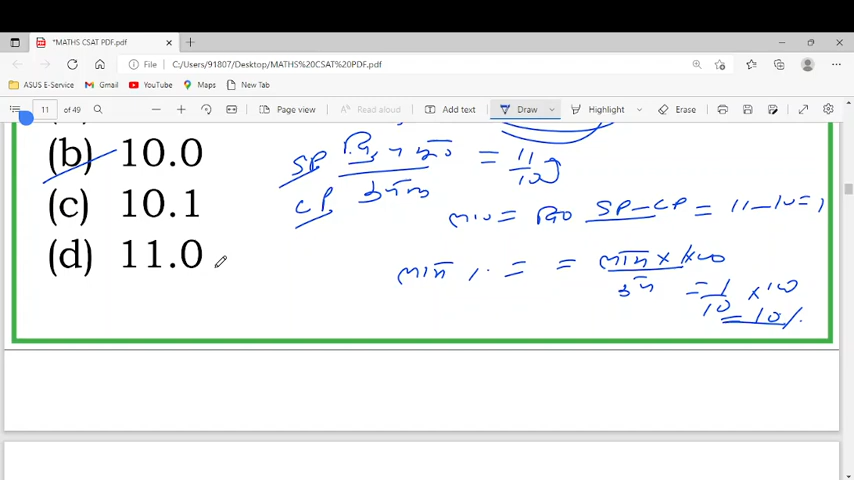 *MATHS CSAT PDF.pdf
File C:/Users/91807/Desktop/MATHS%20CSAT%20PDF.pdf
ASUS E-Service Gmail YouTube Maps New Tab
11 of 49 Page view Read aloud Add text Draw Highlight Erase
(b) 10.0
(c) 10.1
(d) 11.0
SP = 11/10
CP
= SP-CP = 11-10=1
= =
= 1/10 × 100
= 10%